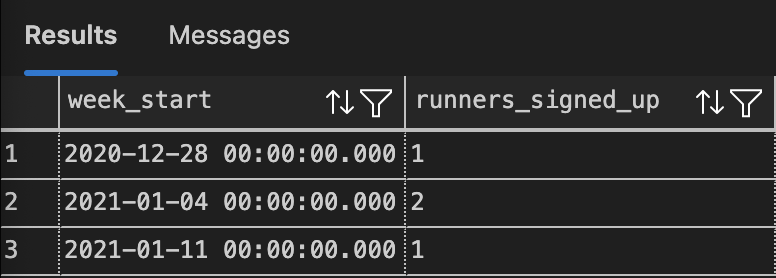 Results Messages
week_start runners_signed_up
1 2020-12-28 00:00:00.000 1
2 2021-01-04 00:00:00.000 2
3 2021-01-11 00:00:00.000 1